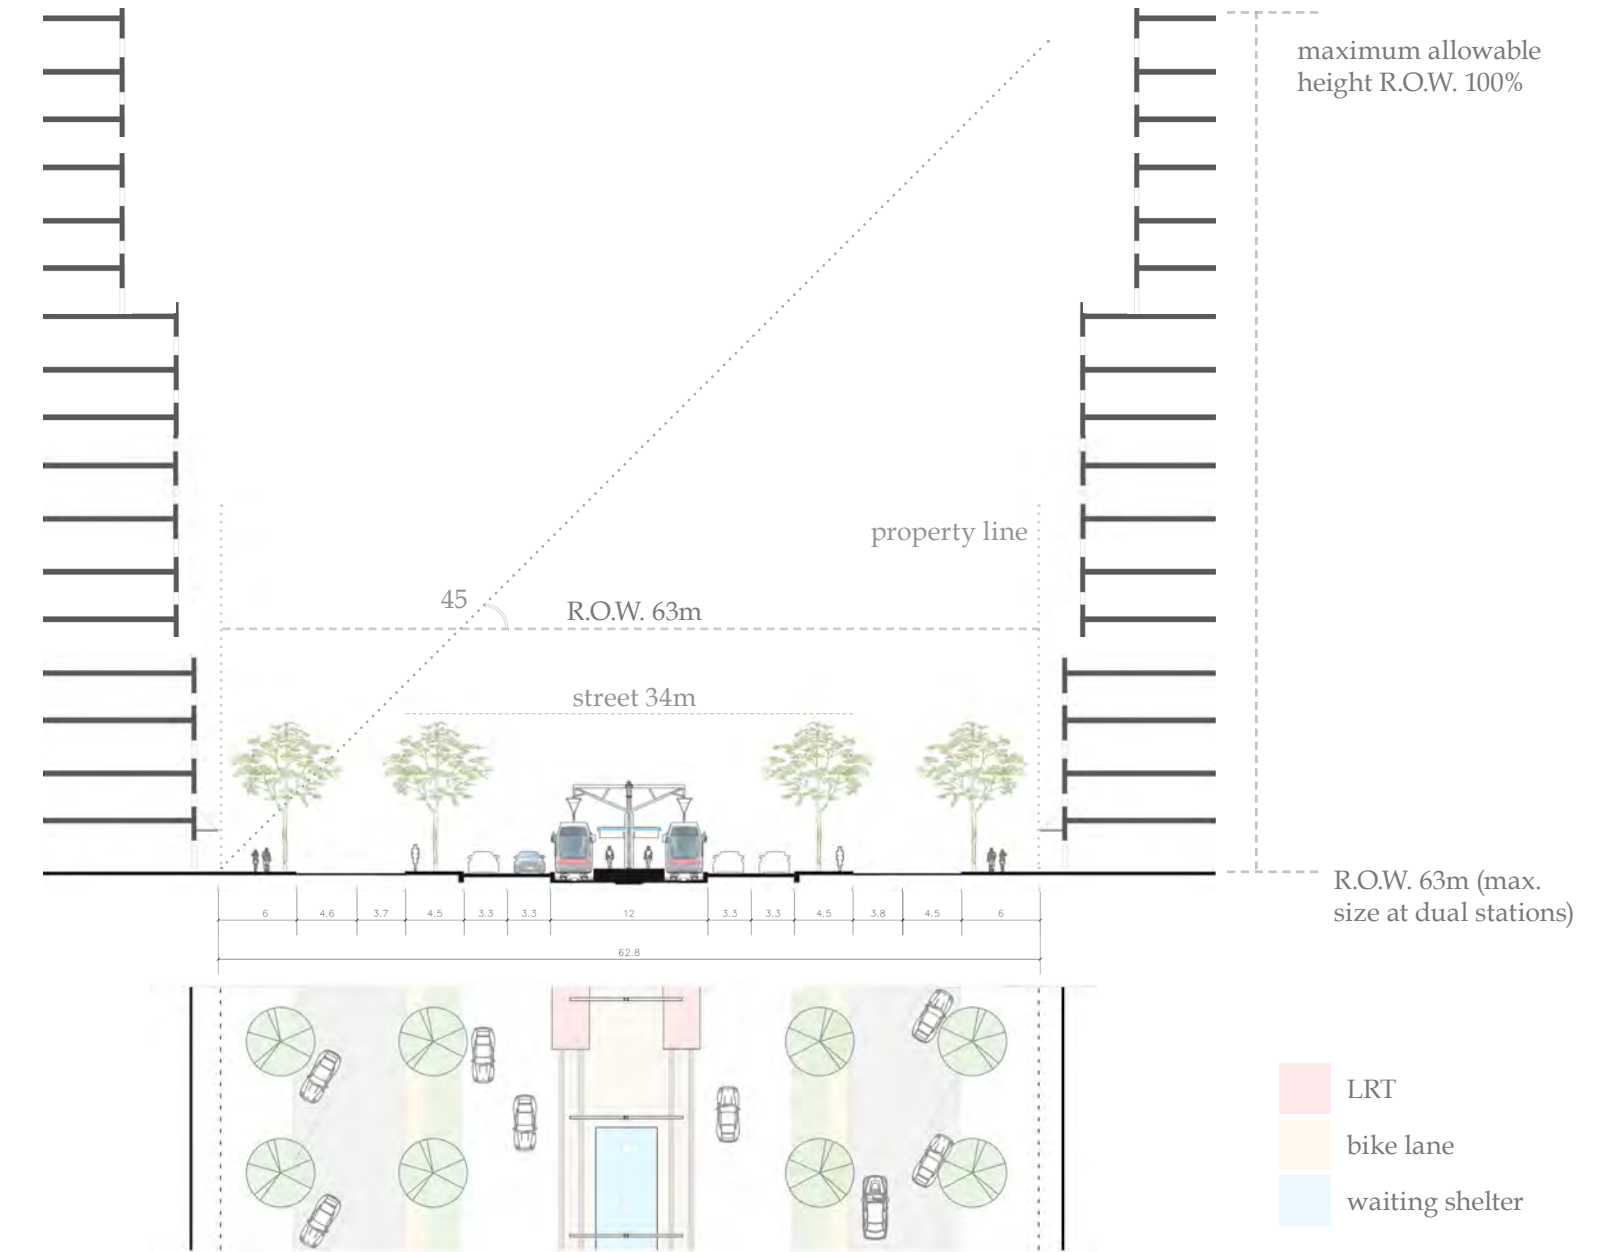 maximum allowable
height R.O.W. 100%
property line
45
R.O.W. 63m
street 34m
R.O.W. 63m (max.
size at dual stations)
6 4.6 3.7 4.5 3.3 3.3 12 3.3 3.3 4.5 3.8 4.5 6
62.8
LRT
bike lane
waiting shelter